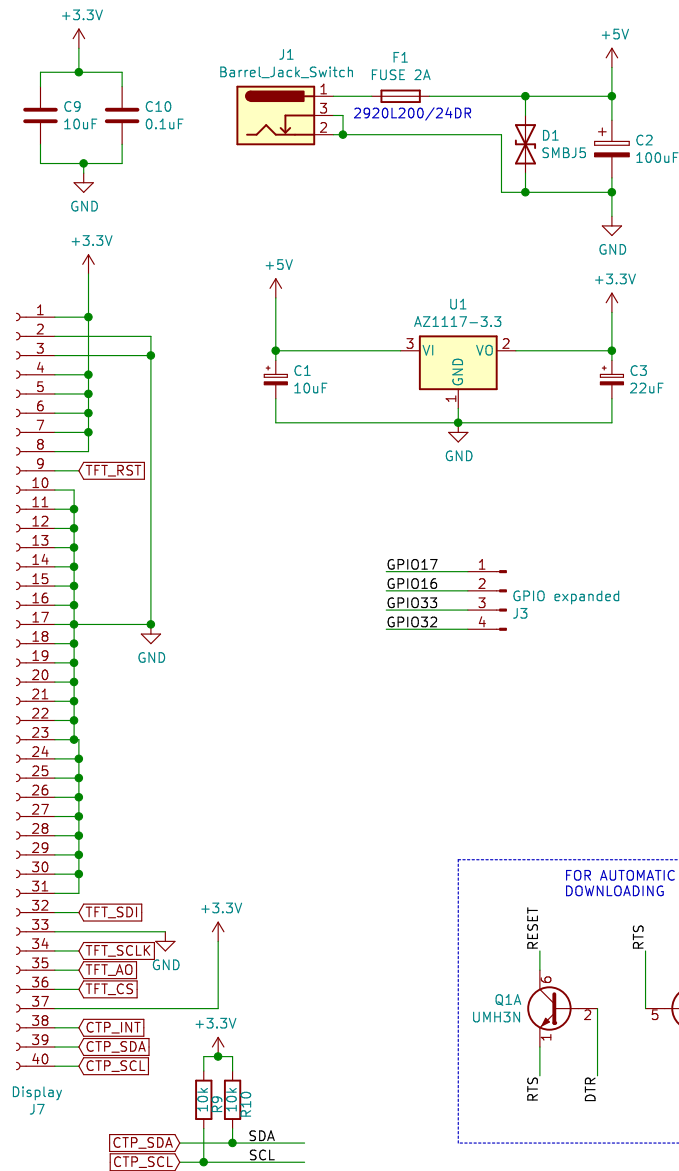 +3.3V
C9
10uF
C10
0.1uF
GND
J1
Barrel_Jack_Switch
1
3
2
F1
FUSE 2A
2920L200/24DR
+5V
D1
SMBJ5
+
C2
100uF
GND
+3.3V
1
2
3
4
5
6
7
8
9
TFT_RST
10
11
12
13
14
15
16
17
18
19
20
21
22
23
24
25
26
27
28
29
30
31
32
TFT_SDI
33
34
TFT_SCLK
35
TFT_AO
36
TFT_CS
37
38
CTP_INT
39
CTP_SDA
40
CTP_SCL
Display
J7
GND
GND
+3.3V
+5V
+
C1
10uF
U1
AZ1117-3.3
3
VI
VO
2
GND
1
GND
+3.3V
+
C3
22uF
GPIO17
1
GPIO16
2
GPIO33
3
GPIO32
4
GPIO expanded
J3
+3.3V
10k
R9
10k
R10
CTP_SDA
SDA
CTP_SCL
SCL
FOR AUTOMATIC
DOWNLOADING
RESET
6
Q1A
UMH3N
2
1
RTS
DTR
RTS
5